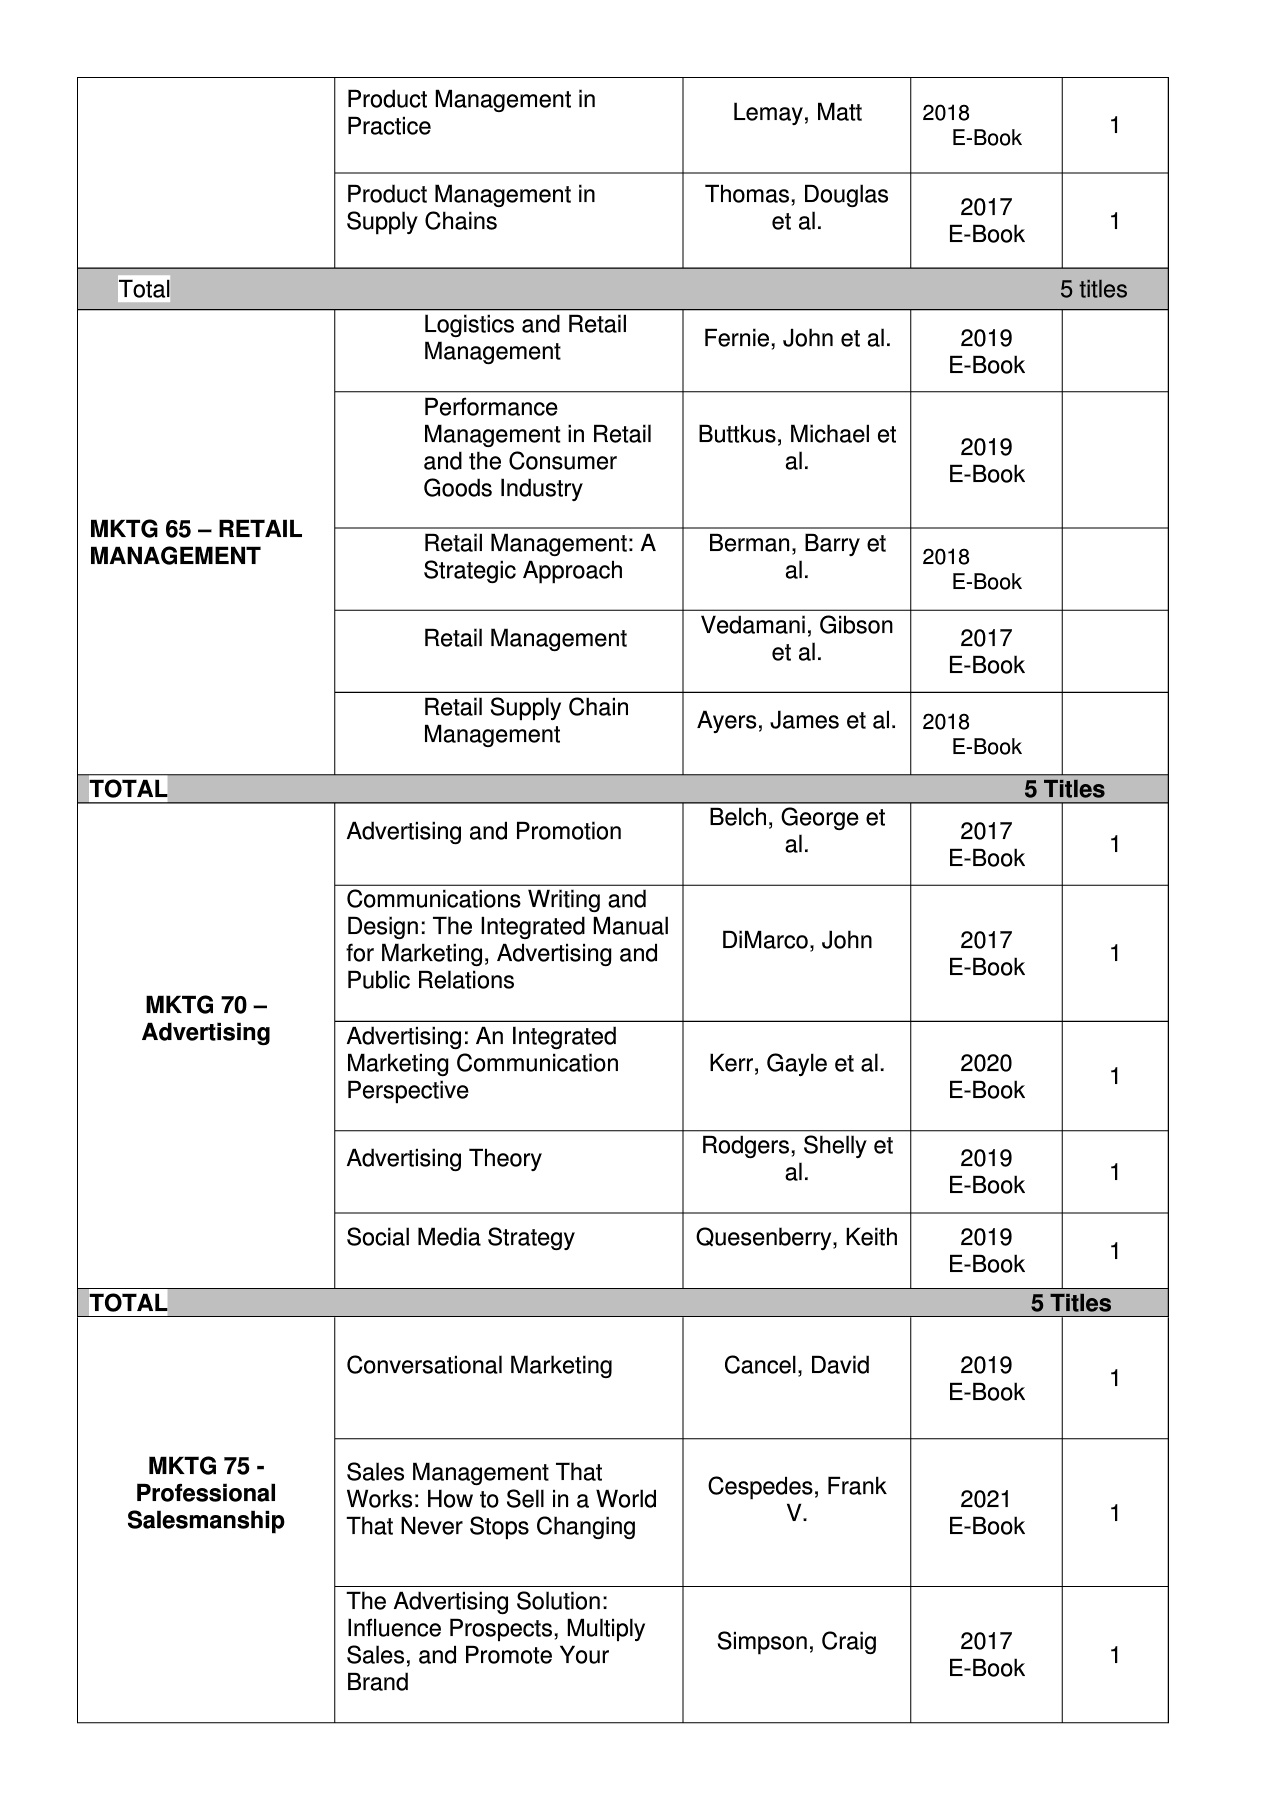 Product Management in
Practice
Lemay, Matt
2018
E-Book
1
Product Management in
Supply Chains
Thomas, Douglas
et al.
2017
E-Book
1
Total
5 titles
MKTG 65 – RETAIL
MANAGEMENT
Logistics and Retail
Management
Fernie, John et al.
2019
E-Book
Performance
Management in Retail
and the Consumer
Goods Industry
Buttkus, Michael et
al.
2019
E-Book
Retail Management: A
Strategic Approach
Berman, Barry et
al.
2018
E-Book
Retail Management
Vedamani, Gibson
et al.
2017
E-Book
Retail Supply Chain
Management
Ayers, James et al.
2018
E-Book
TOTAL
5 Titles
MKTG 70 –
Advertising
Advertising and Promotion
Belch, George et
al.
2017
E-Book
1
Communications Writing and
Design: The Integrated Manual
for Marketing, Advertising and
Public Relations
DiMarco, John
2017
E-Book
1
Advertising: An Integrated
Marketing Communication
Perspective
Kerr, Gayle et al.
2020
E-Book
1
Advertising Theory
Rodgers, Shelly et
al.
2019
E-Book
1
Social Media Strategy
Quesenberry, Keith
2019
E-Book
1
TOTAL
5 Titles
MKTG 75 -
Professional
Salesmanship
Conversational Marketing
Cancel, David
2019
E-Book
1
Sales Management That
Works: How to Sell in a World
That Never Stops Changing
Cespedes, Frank
V.
2021
E-Book
1
The Advertising Solution:
Influence Prospects, Multiply
Sales, and Promote Your
Brand
Simpson, Craig
2017
E-Book
1